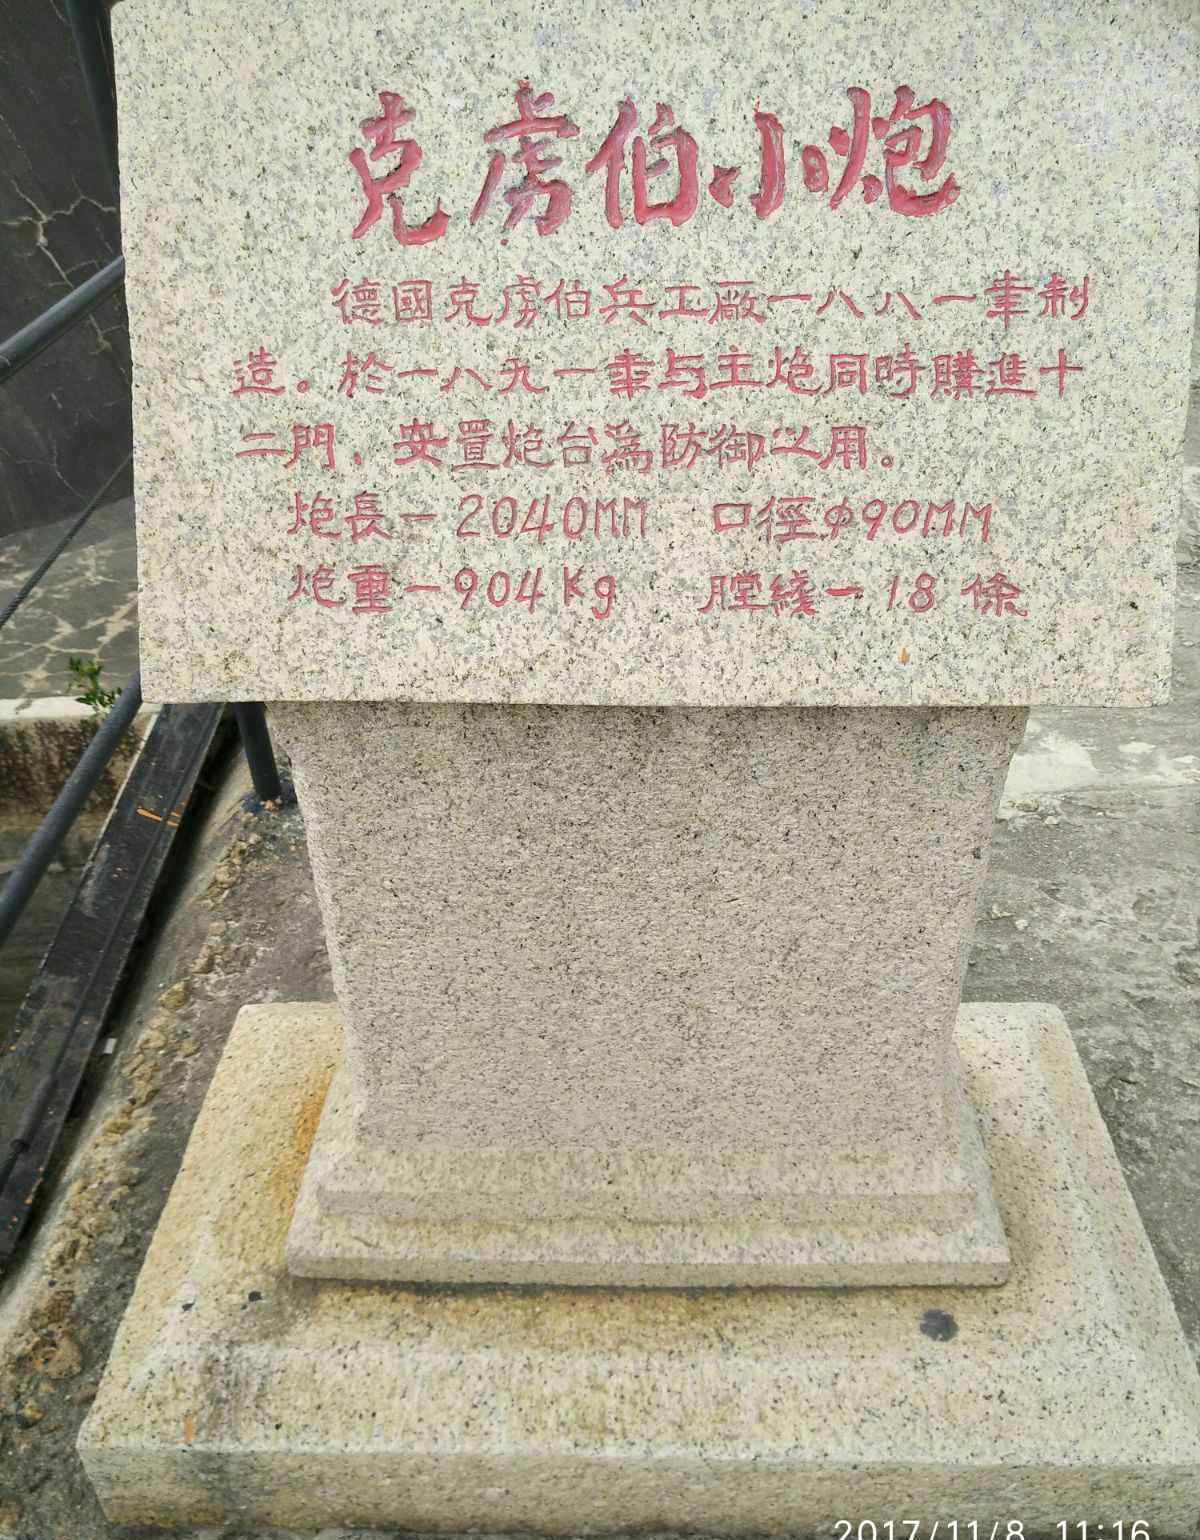 克虏伯小炮
德國克虏伯兵工廠一八八一年制
造。於一八九一年与主炮同時購進十
二門，安置炮台為防御之用。
炮長-2040MM 口徑φ90MM
炮重-904Kg 膛綫-18條
2017/11/8 11:16